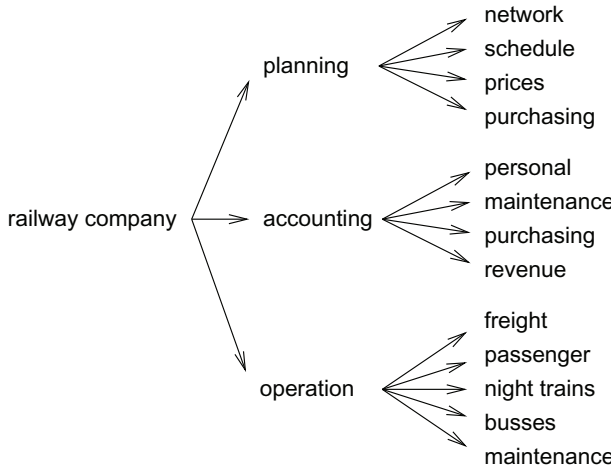 railway company
planning
network
schedule
prices
purchasing
accounting
personal
maintenance
purchasing
revenue
operation
freight
passenger
night trains
busses
maintenance